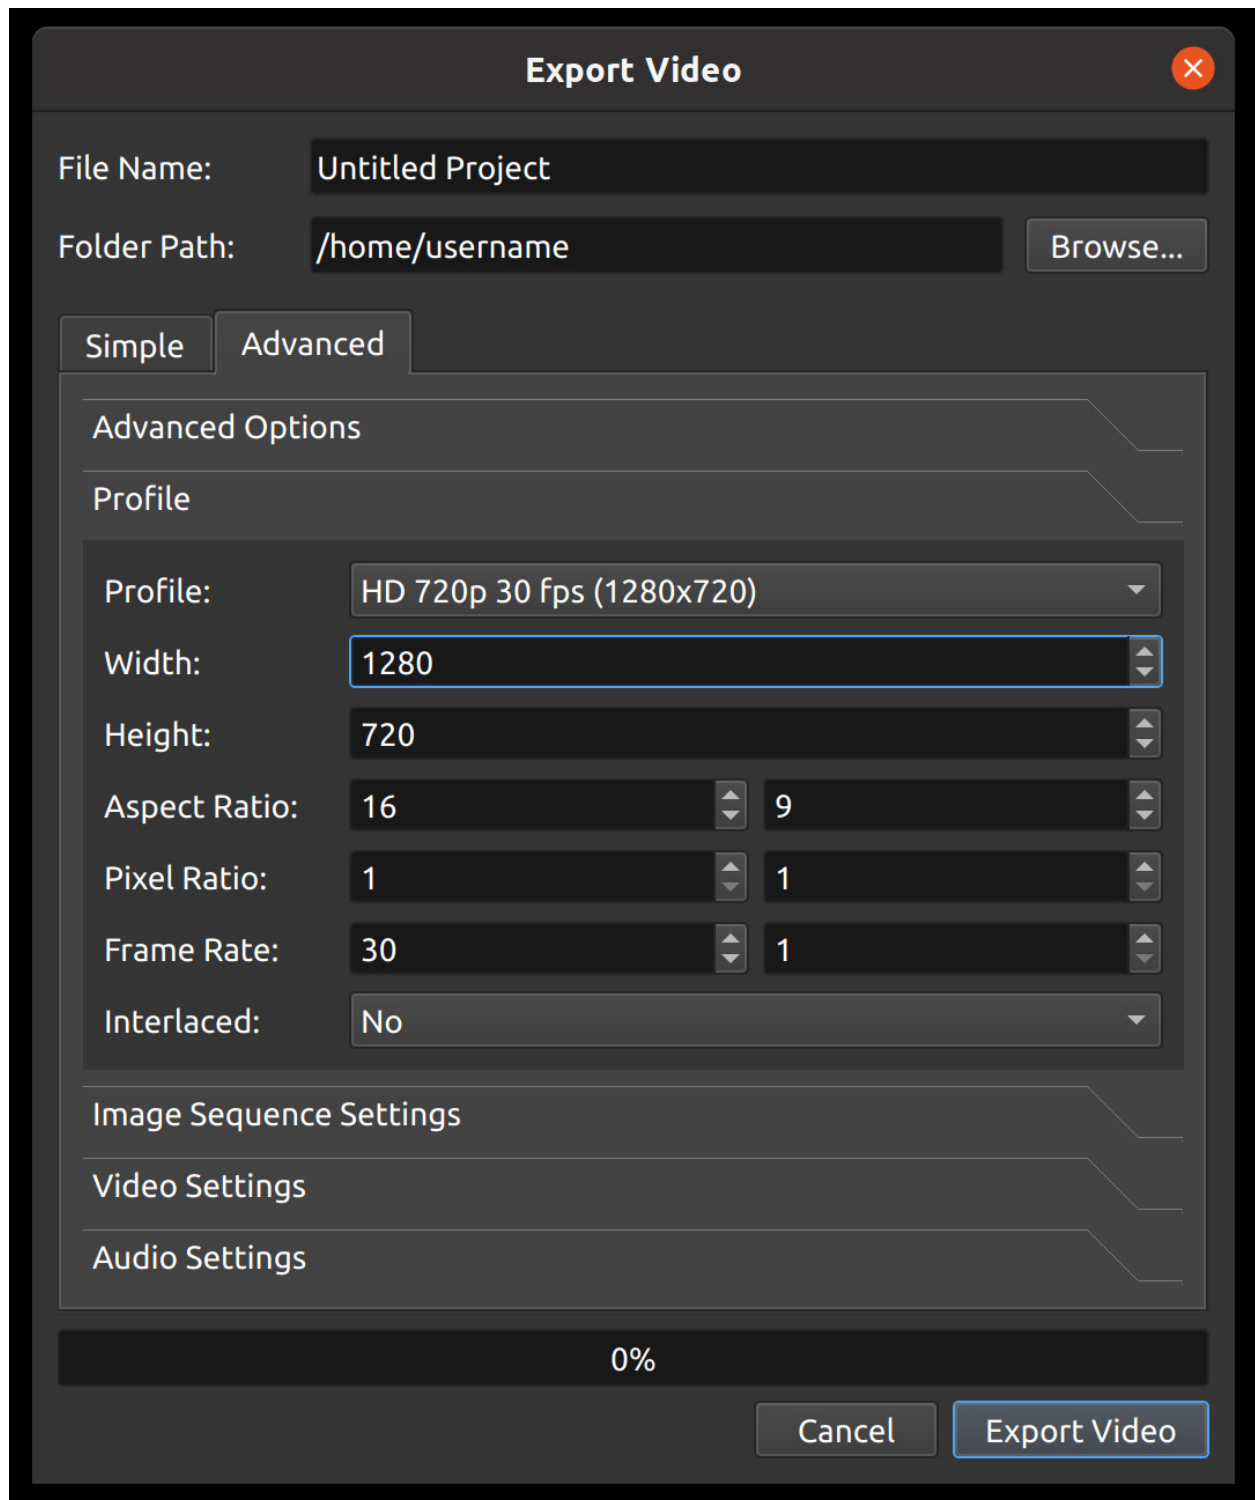 Export Video
File Name: Untitled Project
Folder Path: /home/username Browse...
Simple Advanced
Advanced Options
Profile
Profile: HD 720p 30 fps (1280x720)
Width: 1280
Height: 720
Aspect Ratio: 16 9
Pixel Ratio: 1 1
Frame Rate: 30 1
Interlaced: No
Image Sequence Settings
Video Settings
Audio Settings
0%
Cancel Export Video